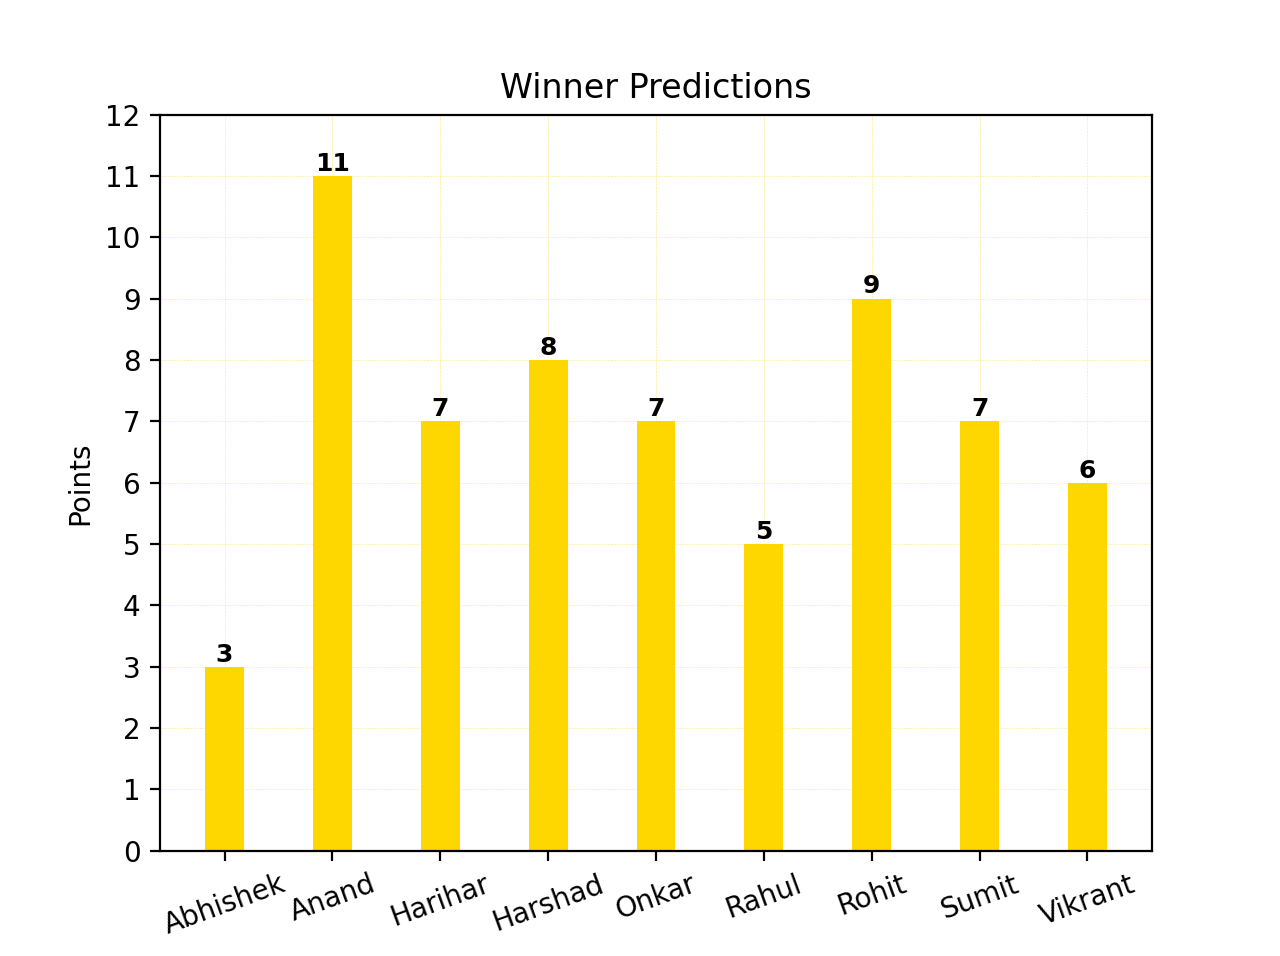 Winner Predictions
Points
12
11
10
9
8
7
6
5
4
3
2
1
0
3
11
7
8
7
5
9
7
6
Abhishek
Anand
Harihar
Harshad
Onkar
Rahul
Rohit
Sumit
Vikrant